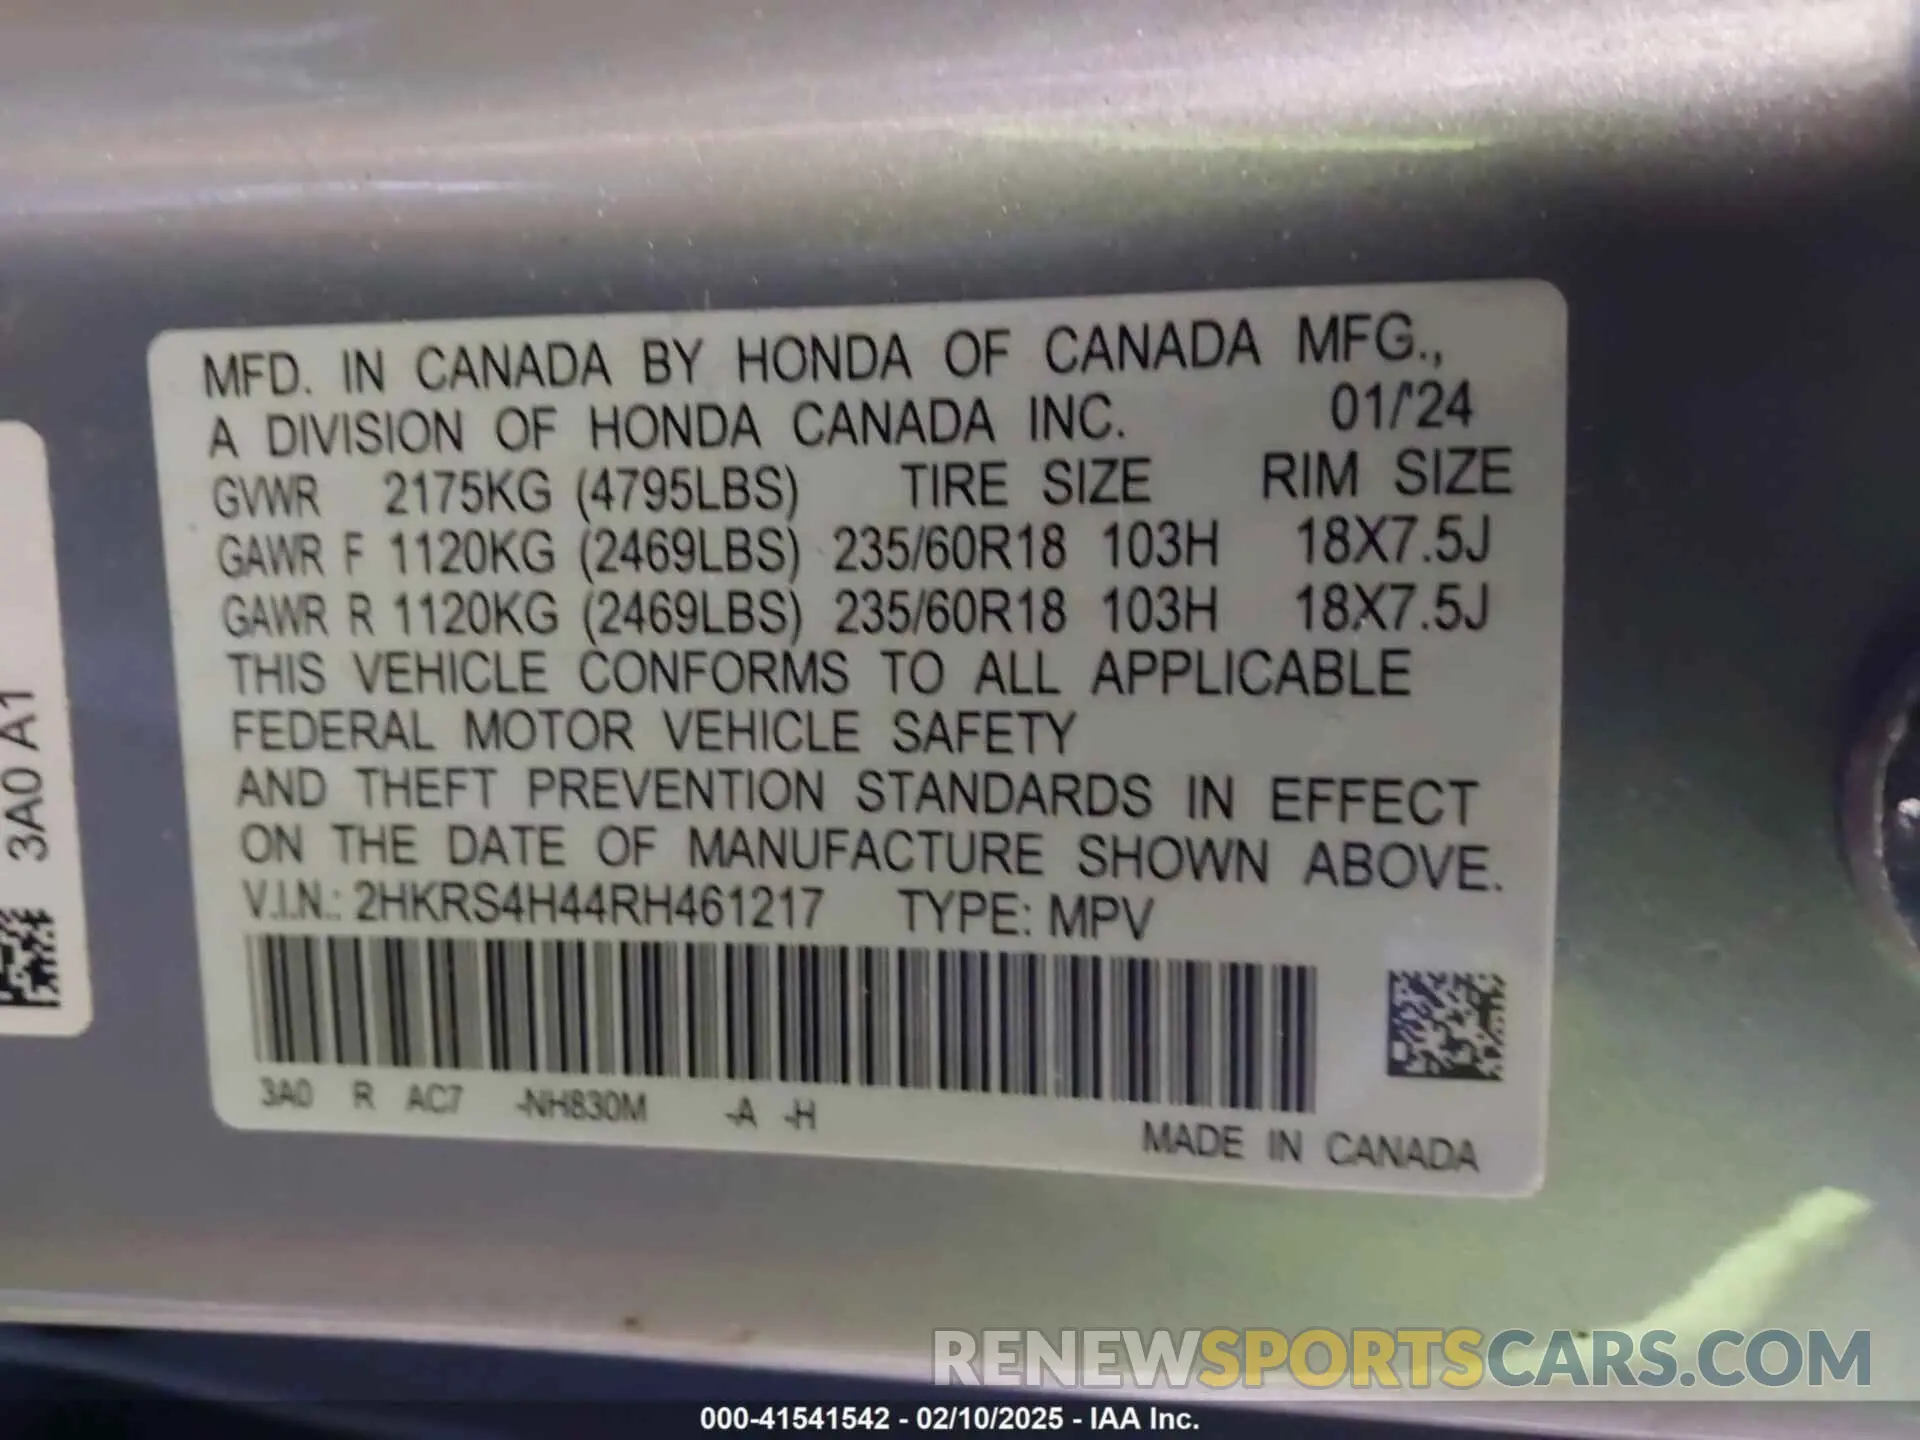 MFD. IN CANADA BY HONDA OF CANADA MFG.,
A DIVISION OF HONDA CANADA INC. 01/'24
GVWR 2175KG (4795LBS) TIRE SIZE RIM SIZE
GAWR F 1120KG (2469LBS) 235/60R18 103H 18X7.5J
GAWR R 1120KG (2469LBS) 235/60R18 103H 18X7.5J
THIS VEHICLE CONFORMS TO ALL APPLICABLE
FEDERAL MOTOR VEHICLE SAFETY
AND THEFT PREVENTION STANDARDS IN EFFECT
ON THE DATE OF MANUFACTURE SHOWN ABOVE.
V.I.N.: 2HKRS4H44RH461217 TYPE: MPV
3A0 R AC7 -NH830M -A -H
MADE IN CANADA
3A0 A1
RENEWSPORTSCARS.COM
000-41541542 - 02/10/2025 - IAA Inc.